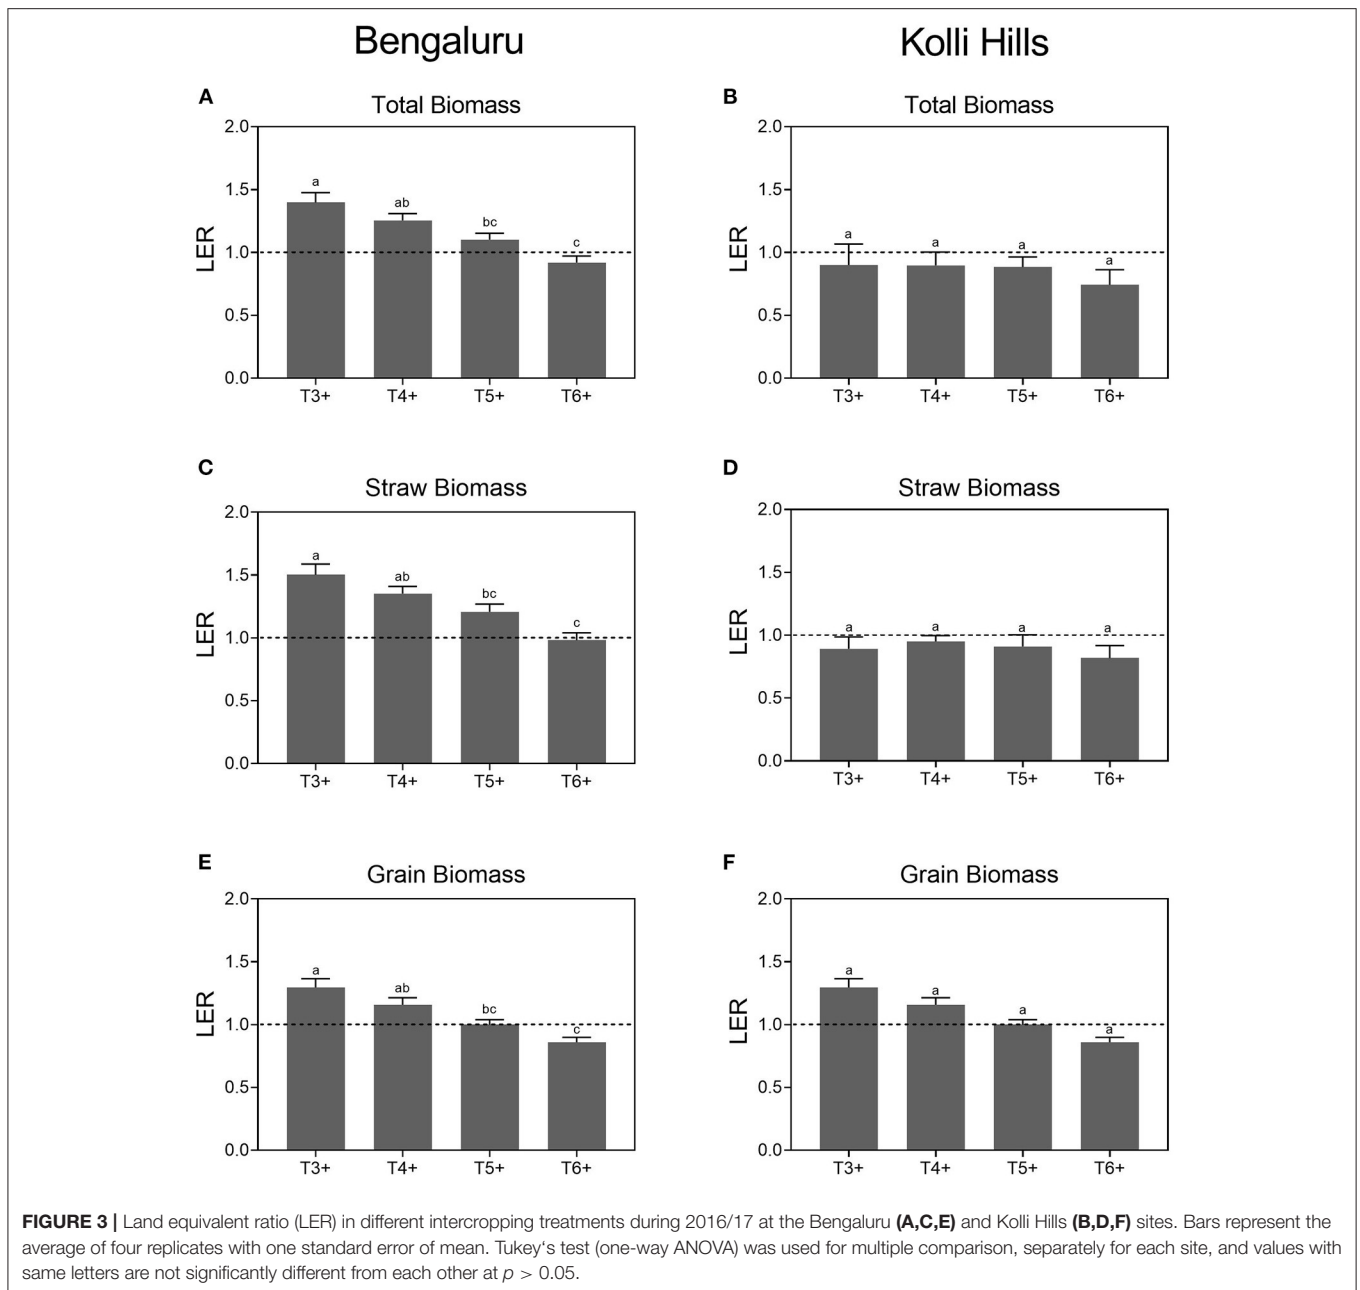 Bengaluru
Kolli Hills
A
Total Biomass
2.0
1.5
1.0
0.5
0.0
LER
a
ab
bc
c
T3+ T4+ T5+ T6+
B
Total Biomass
2.0
1.5
1.0
0.5
0.0
LER
a
a
a
a
T3+ T4+ T5+ T6+
C
Straw Biomass
2.0
1.5
1.0
0.5
0.0
LER
a
ab
bc
c
T3+ T4+ T5+ T6+
D
Straw Biomass
2.0
1.5
1.0
0.5
0.0
LER
a
a
a
a
T3+ T4+ T5+ T6+
E
Grain Biomass
2.0
1.5
1.0
0.5
0.0
LER
a
ab
bc
c
T3+ T4+ T5+ T6+
F
Grain Biomass
2.0
1.5
1.0
0.5
0.0
LER
a
a
a
a
T3+ T4+ T5+ T6+
FIGURE 3 | Land equivalent ratio (LER) in different intercropping treatments during 2016/17 at the Bengaluru (A,C,E) and Kolli Hills (B,D,F) sites. Bars represent the
average of four replicates with one standard error of mean. Tukey‘s test (one-way ANOVA) was used for multiple comparison, separately for each site, and values with
same letters are not significantly different from each other at p > 0.05.